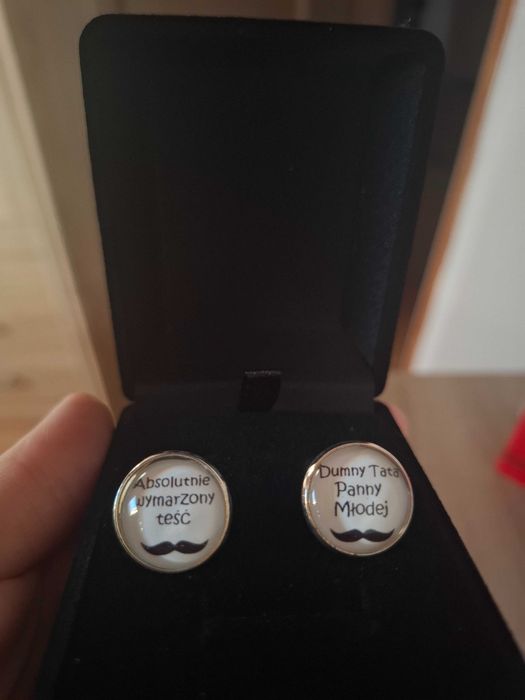 Absolutnie
wymarzony
teść
Dumny Tata
Panny
Młodej